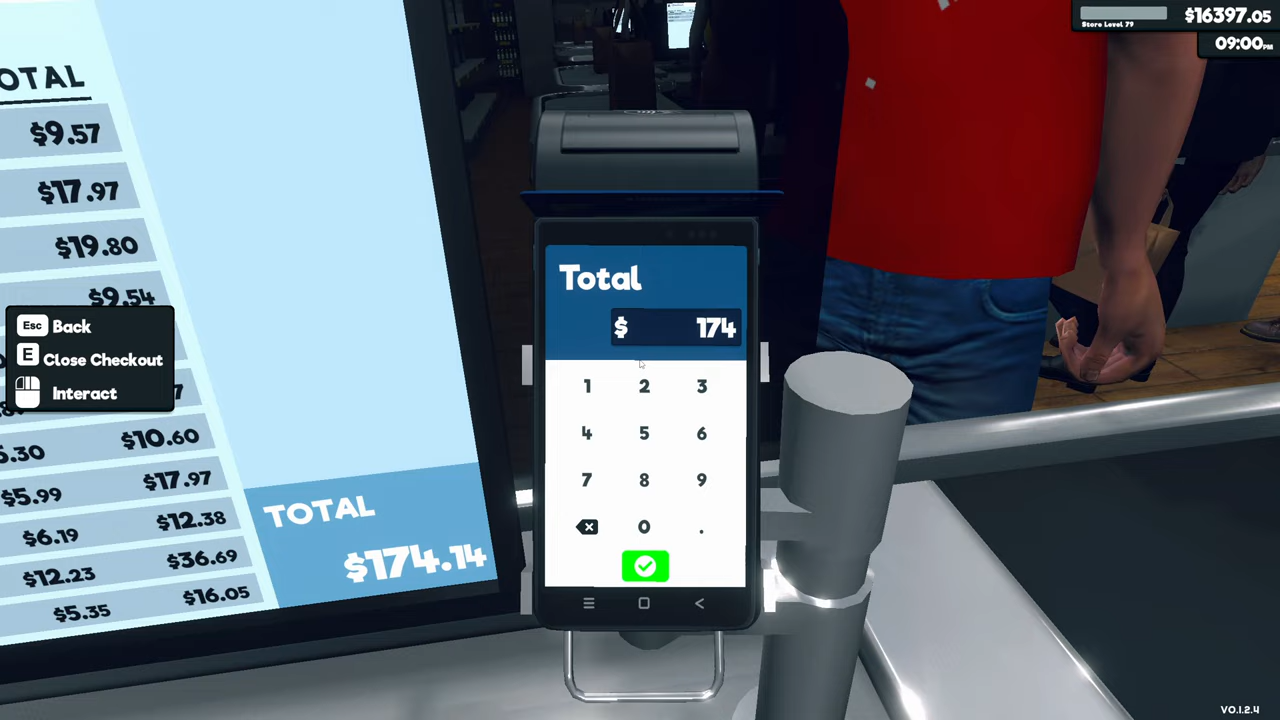 $16397.05
Store Level 79
09:00PM
OTAL
$9.57
$17.97
$19.80
$9.54
Esc Back
E Close Checkout
Interact
Total
$ 174
1 2 3
4 5 6
7 8 9
0 .
$10.60
$5.99 $17.97
$6.19 $12.38
$12.23 $36.69
$5.35 $16.05
TOTAL
$174.14
V0.1.2.4